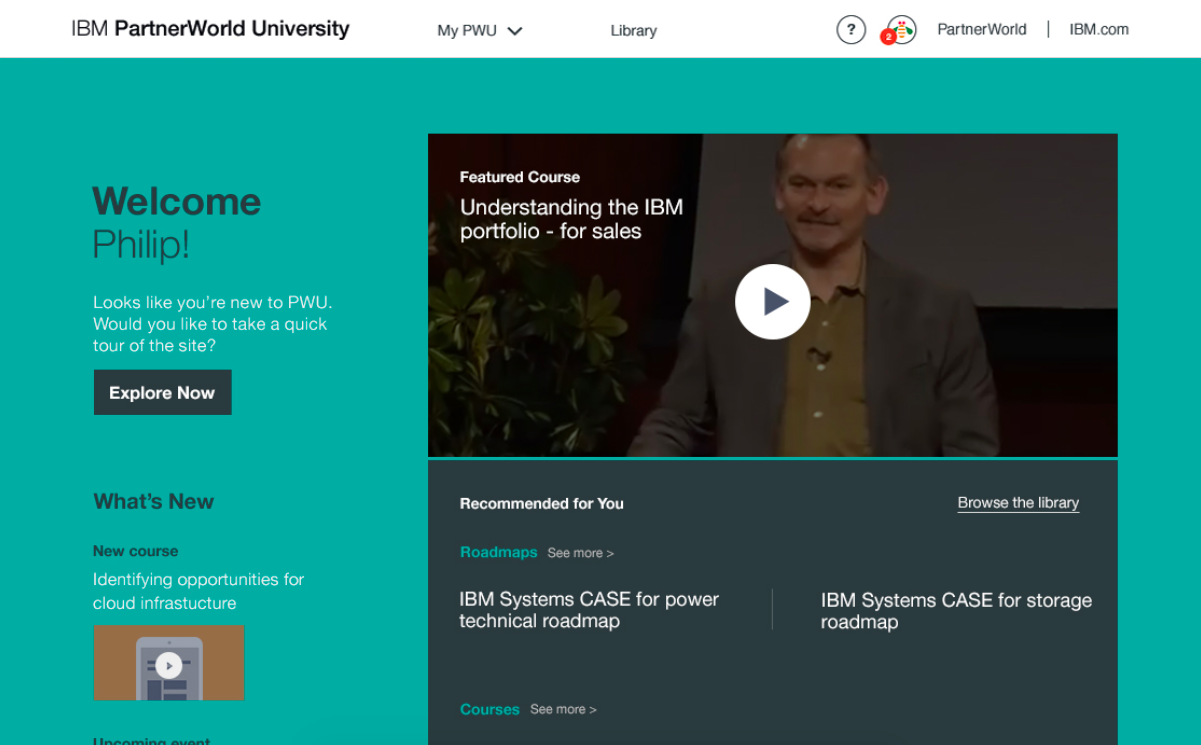 IBM PartnerWorld University
My PWU
Library
?
2
PartnerWorld | IBM.com
Welcome
Philip!
Looks like you're new to PWU.
Would you like to take a quick
tour of the site?
Explore Now
What's New
New course
Identifying opportunities for
cloud infrastucture
Upcoming event
Featured Course
Understanding the IBM
portfolio - for sales
Recommended for You
Browse the library
Roadmaps See more >
IBM Systems CASE for power
technical roadmap
IBM Systems CASE for storage
roadmap
Courses See more >